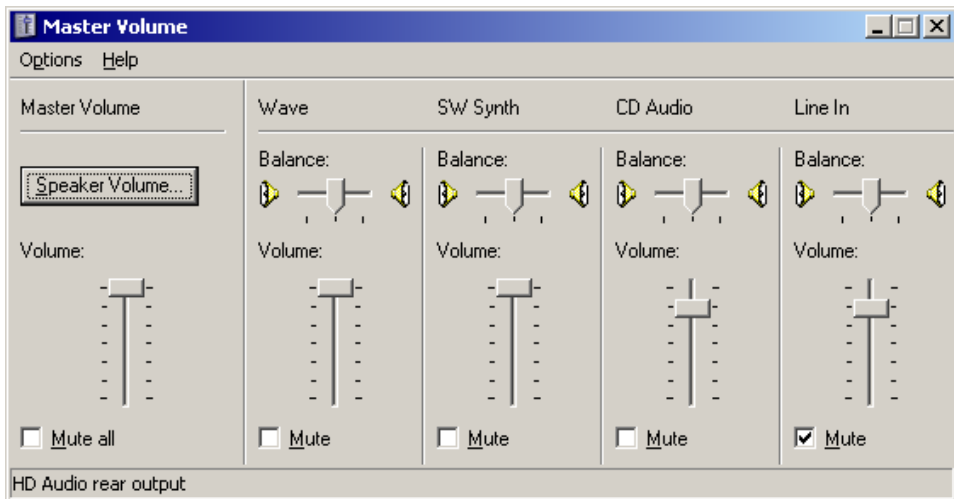 Master Volume
Options Help
Master Volume Wave SW Synth CD Audio Line In
Balance: Balance: Balance: Balance:
Speaker Volume...
Volume: Volume: Volume: Volume: Volume:
Mute all Mute Mute Mute Mute
HD Audio rear output